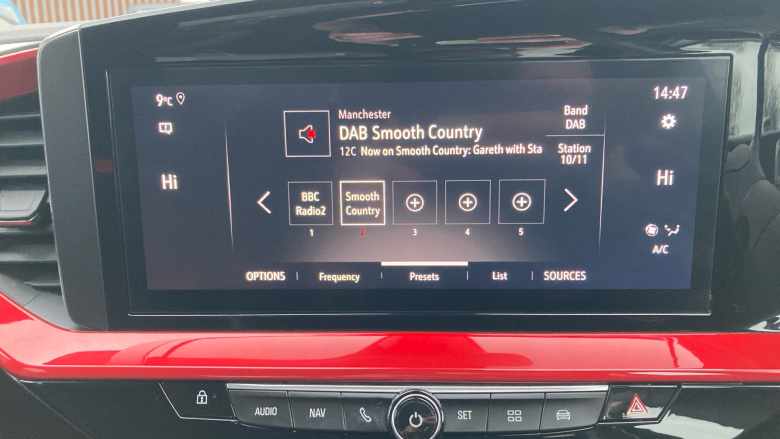 9°C
14:47
Manchester
DAB Smooth Country
12C Now on Smooth Country: Gareth with Sta
Band
DAB
Station
10/11
Hi
Hi
BBC
Radio2
Smooth
Country
1
2
3
4
5
A/C
OPTIONS
Frequency
Presets
List
SOURCES
AUDIO
NAV
SET